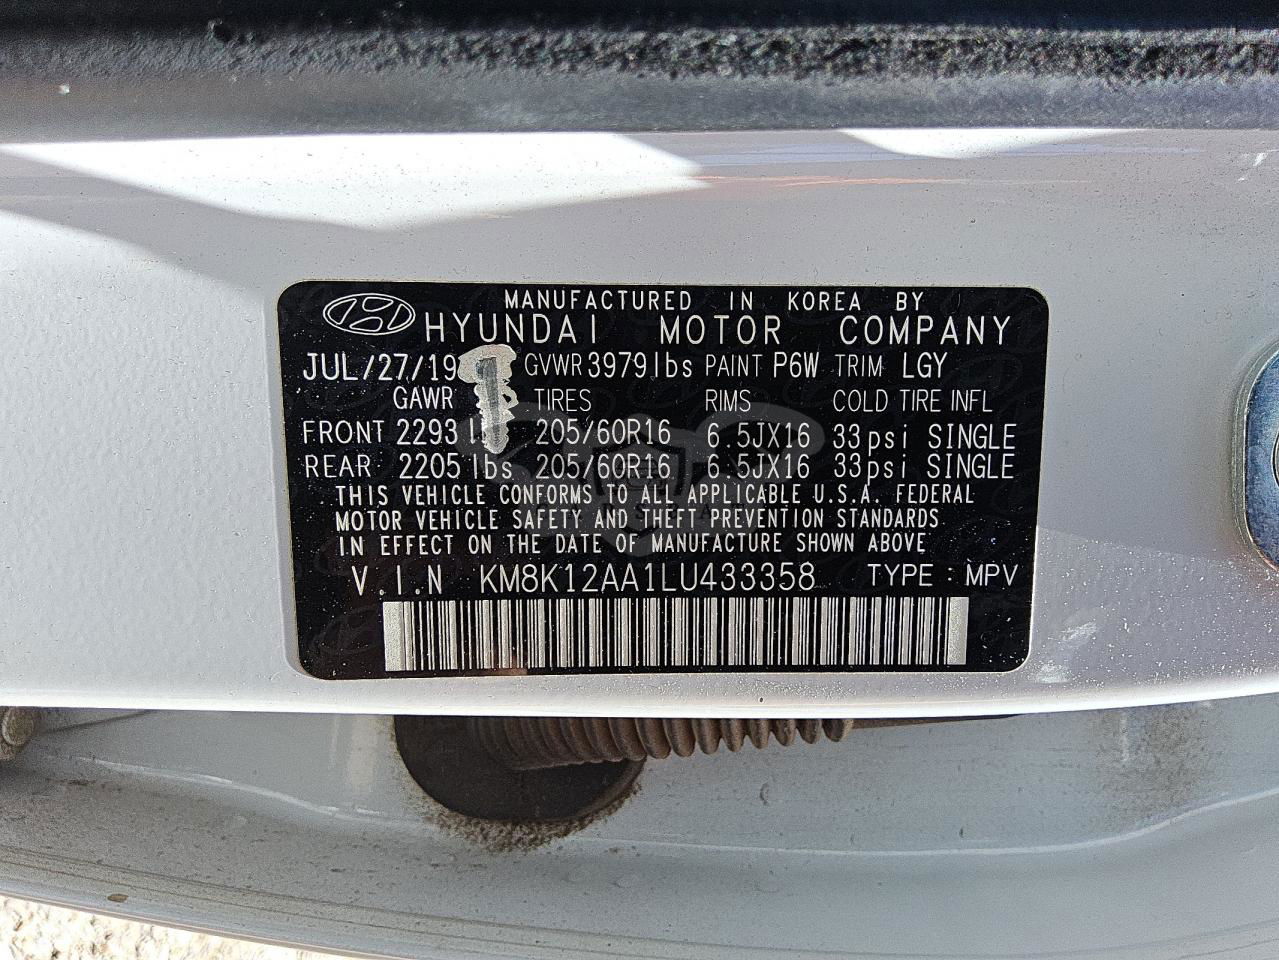 MANUFACTURED IN KOREA BY
HYUNDAI MOTOR COMPANY
JUL/27/19 GVWR 3979 lbs PAINT P6W TRIM LGY
GAWR TIRES RIMS COLD TIRE INFL
FRONT 2293 205/60R16 6.5JX16 33psi SINGLE
REAR 2205 lbs 205/60R16 6.5JX16 33psi SINGLE
THIS VEHICLE CONFORMS TO ALL APPLICABLE U.S.A. FEDERAL
MOTOR VEHICLE SAFETY AND THEFT PREVENTION STANDARDS
IN EFFECT ON THE DATE OF MANUFACTURE SHOWN ABOVE
V.I.N KM8K12AA1LU433358 TYPE : MPV